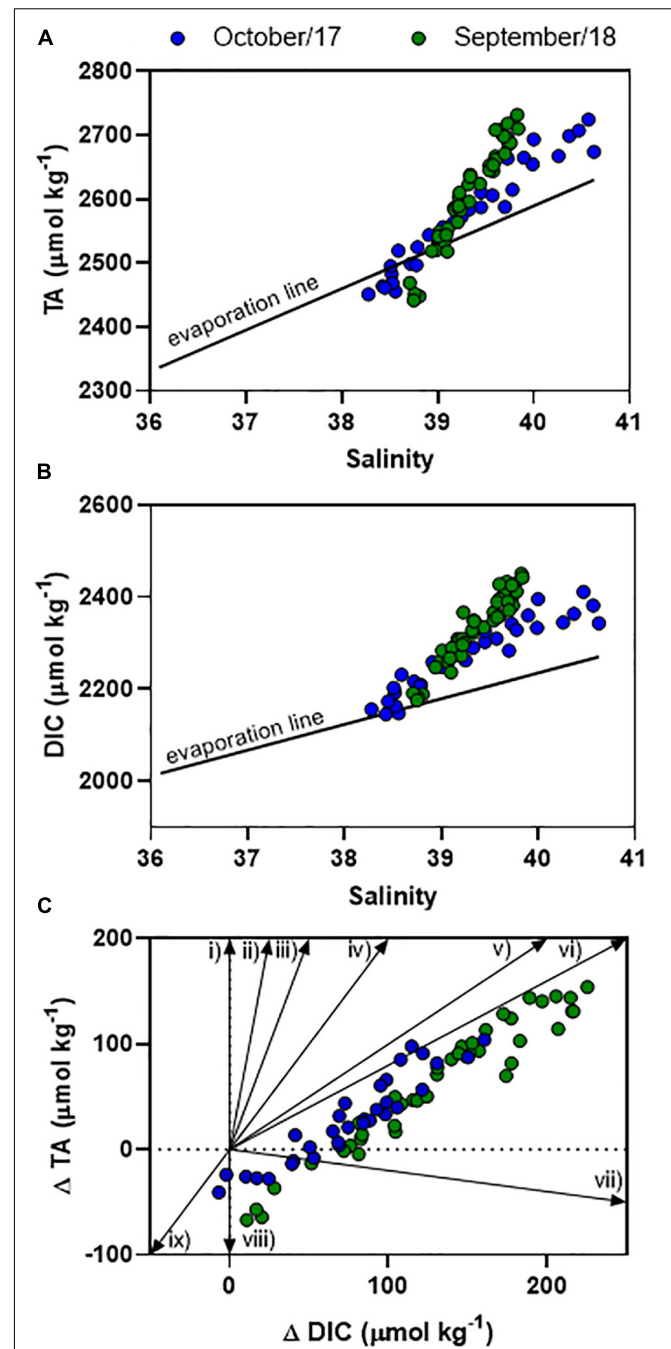 A
October/17 September/18
2800
2700
2600
2500
2400
2300
TA (μmol kg⁻¹)
evaporation line
36 37 38 39 40 41
Salinity
B
2600
2400
2200
2000
DIC (μmol kg⁻¹)
evaporation line
36 37 38 39 40 41
Salinity
C
200
100
0
-100
Δ TA (μmol kg⁻¹)
i) ii) iii) iv) v) vi)
vii)
ix) viii)
0 100 200
Δ DIC (μmol kg⁻¹)